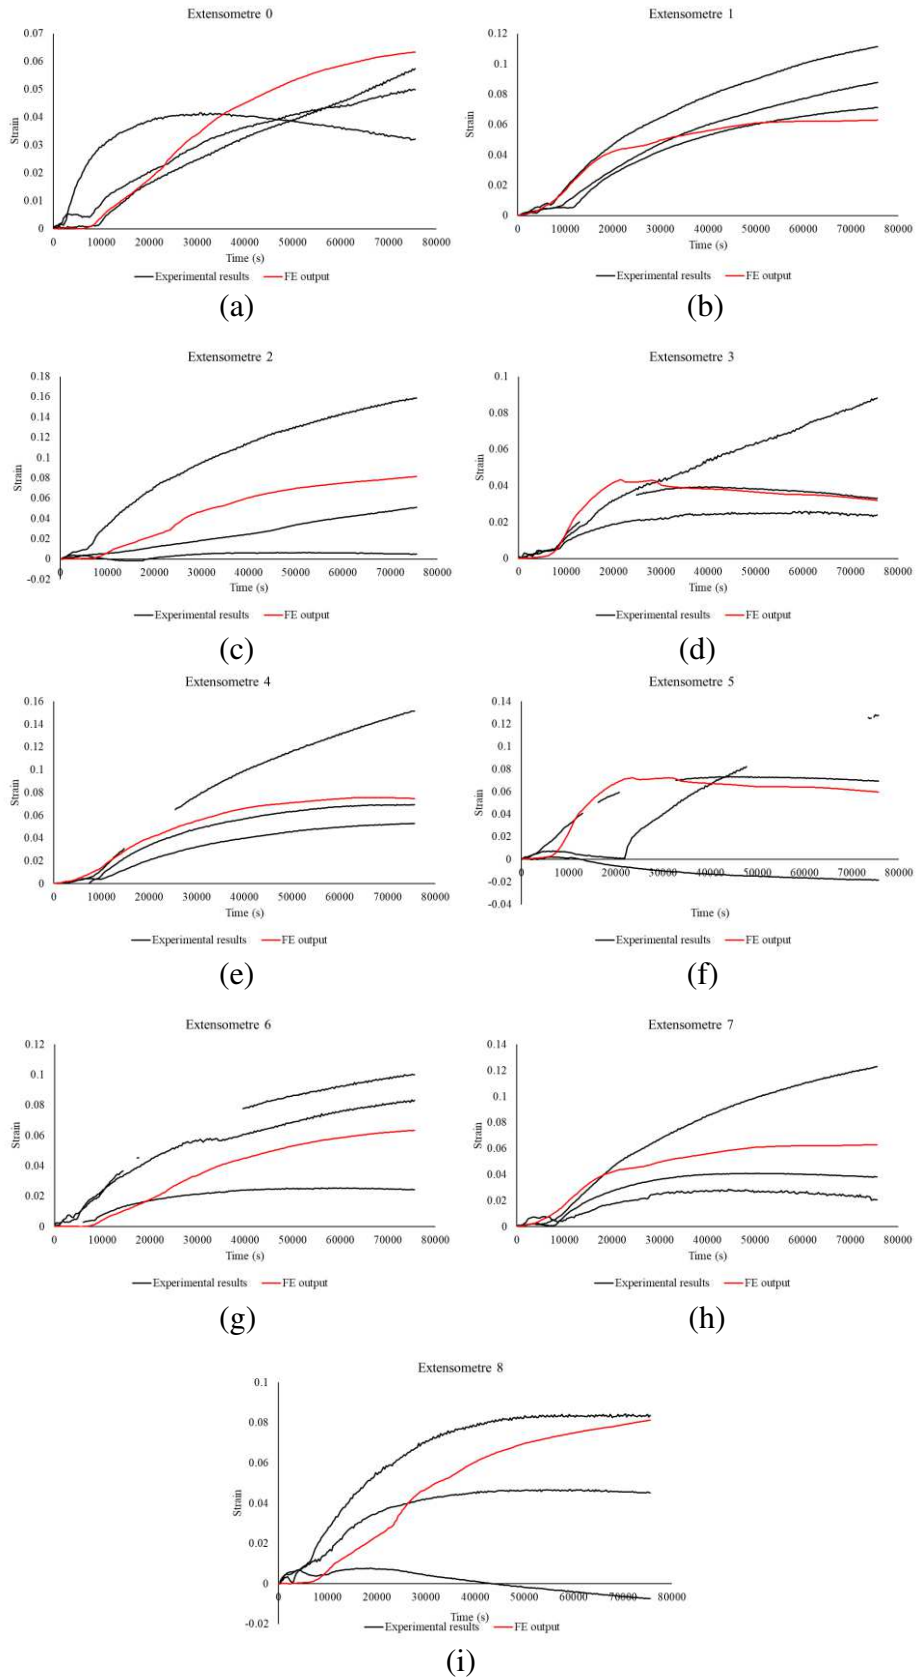 Extensometre 0
0.07
0.06
0.05
0.04
0.03
0.02
0.01
0
Strain
0 10000 20000 30000 40000 50000 60000 70000 80000
Time (s)
Experimental results FE output
(a)
Extensometre 1
0.12
0.1
0.08
0.06
0.04
0.02
0
Strain
0 10000 20000 30000 40000 50000 60000 70000 80000
Time (s)
Experimental results FE output
(b)
Extensometre 2
0.18
0.16
0.14
0.12
0.1
0.08
0.06
0.04
0.02
0
-0.02
Strain
0 10000 20000 30000 40000 50000 60000 70000 80000
Time (s)
Experimental results FE output
(c)
Extensometre 3
0.1
0.08
0.06
0.04
0.02
0
Strain
0 10000 20000 30000 40000 50000 60000 70000 80000
Time (s)
Experimental results FE output
(d)
Extensometre 4
0.16
0.14
0.12
0.1
0.08
0.06
0.04
0.02
0
Strain
0 10000 20000 30000 40000 50000 60000 70000 80000
Time (s)
Experimental results FE output
(e)
Extensometre 5
0.14
0.12
0.1
0.08
0.06
0.04
0.02
0
-0.02
-0.04
Strain
0 10000 20000 30000 40000 50000 60000 70000 80000
Time (s)
Experimental results FE output
(f)
Extensometre 6
0.12
0.1
0.08
0.06
0.04
0.02
0
Strain
0 10000 20000 30000 40000 50000 60000 70000 80000
Time (s)
Experimental results FE output
(g)
Extensometre 7
0.14
0.12
0.1
0.08
0.06
0.04
0.02
0
Strain
0 10000 20000 30000 40000 50000 60000 70000 80000
Time (s)
Experimental results FE output
(h)
Extensometre 8
0.1
0.08
0.06
0.04
0.02
0
-0.02
Strain
0 10000 20000 30000 40000 50000 60000 70000 80000
Time (s)
Experimental results FE output
(i)